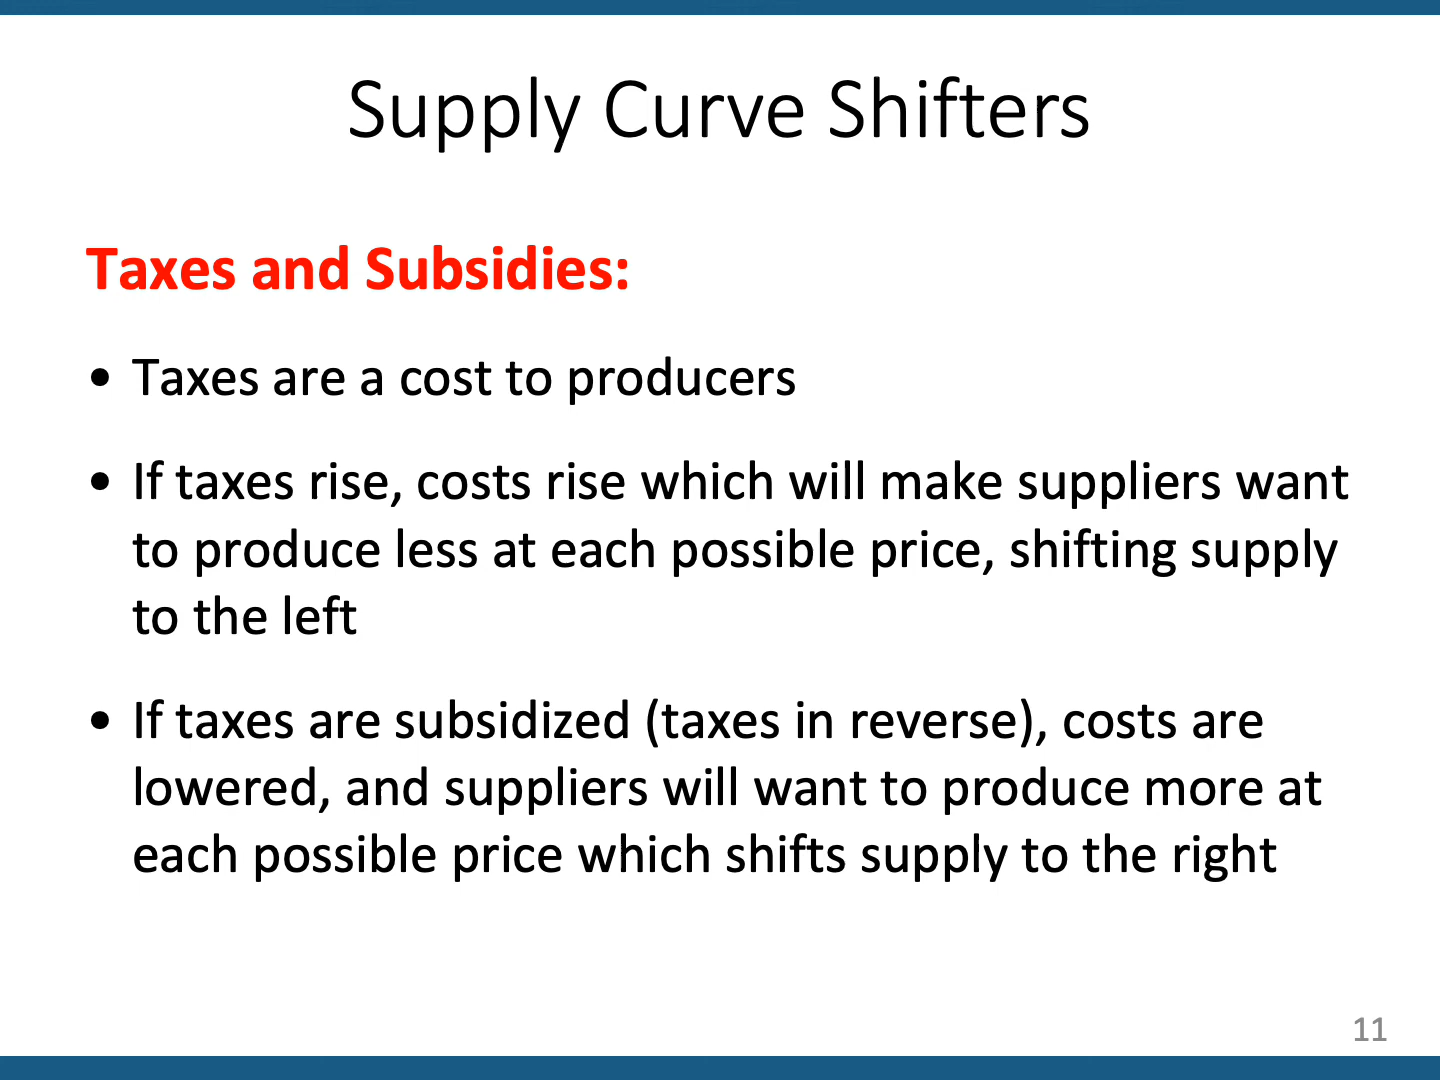 Supply Curve Shifters
Taxes and Subsidies:
• Taxes are a cost to producers
• If taxes rise, costs rise which will make suppliers want
to produce less at each possible price, shifting supply
to the left
• If taxes are subsidized (taxes in reverse), costs are
lowered, and suppliers will want to produce more at
each possible price which shifts supply to the right
11